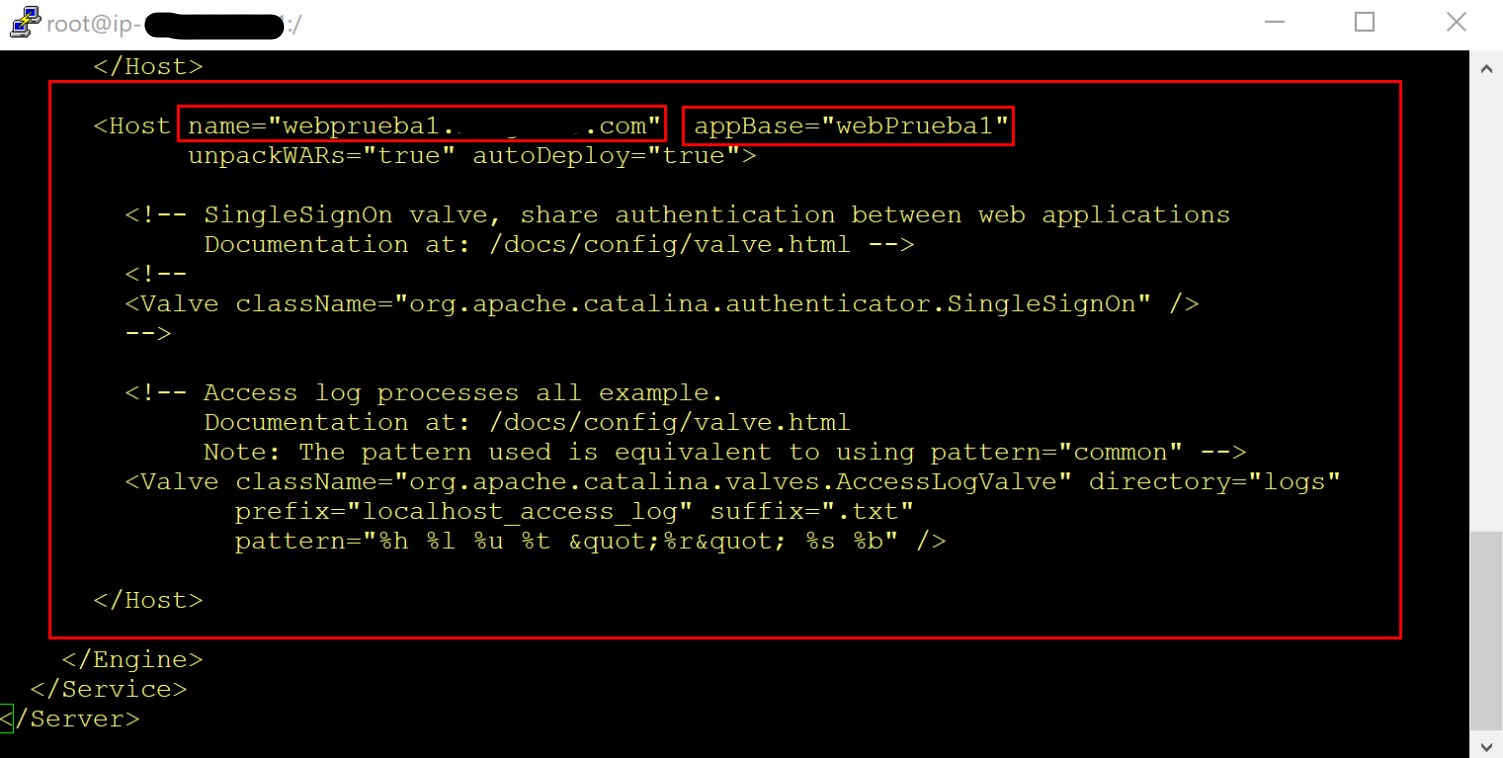 root@ip- :/
</Host>
<Host name="webprueba1. .com" appBase="webPrueba1"
unpackWARs="true" autoDeploy="true">
<!-- SingleSignOn valve, share authentication between web applications
Documentation at: /docs/config/valve.html -->
<!--
<Valve className="org.apache.catalina.authenticator.SingleSignOn" />
-->
<!-- Access log processes all example.
Documentation at: /docs/config/valve.html
Note: The pattern used is equivalent to using pattern="common" -->
<Valve className="org.apache.catalina.valves.AccessLogValve" directory="logs"
prefix="localhost_access_log" suffix=".txt"
pattern="%h %l %u %t &quot;%r&quot; %s %b" />
</Host>
</Engine>
</Service>
</Server>